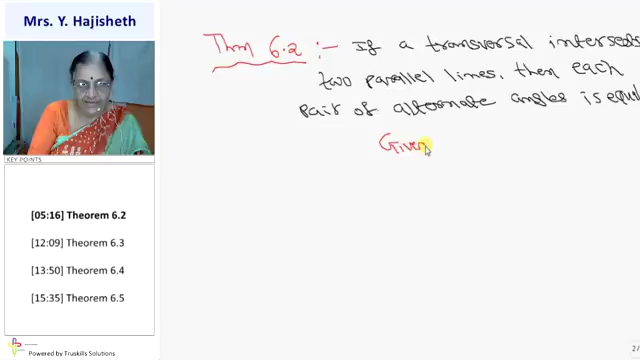 Mrs. Y. Hajisheth
Thm 6.2 :- If a transversal intersects
two parallel lines, then each
pair of alternate angles is equal
Given
KEY POINTS
[05:16] Theorem 6.2
[12:09] Theorem 6.3
[13:50] Theorem 6.4
[15:35] Theorem 6.5
Powered by Truskills Solutions
2/